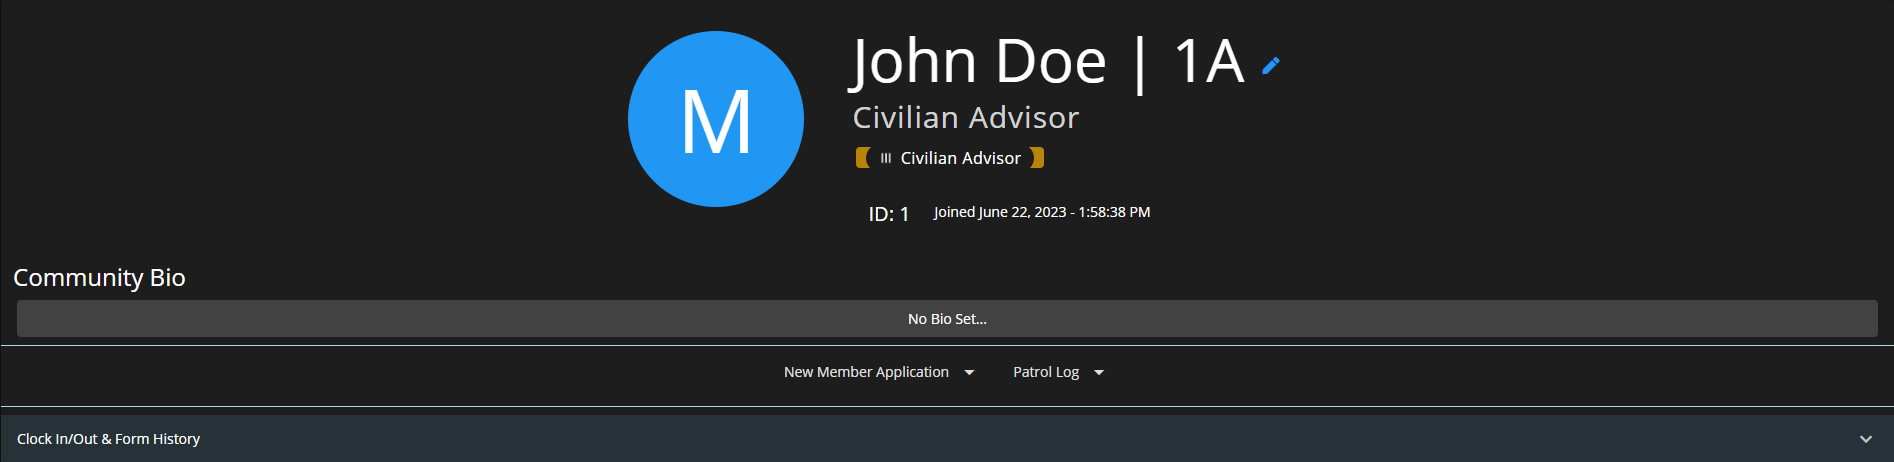 M
John Doe | 1A
Civilian Advisor
Civilian Advisor
ID: 1 Joined June 22, 2023 - 1:58:38 PM
Community Bio
No Bio Set...
New Member Application Patrol Log
Clock In/Out & Form History